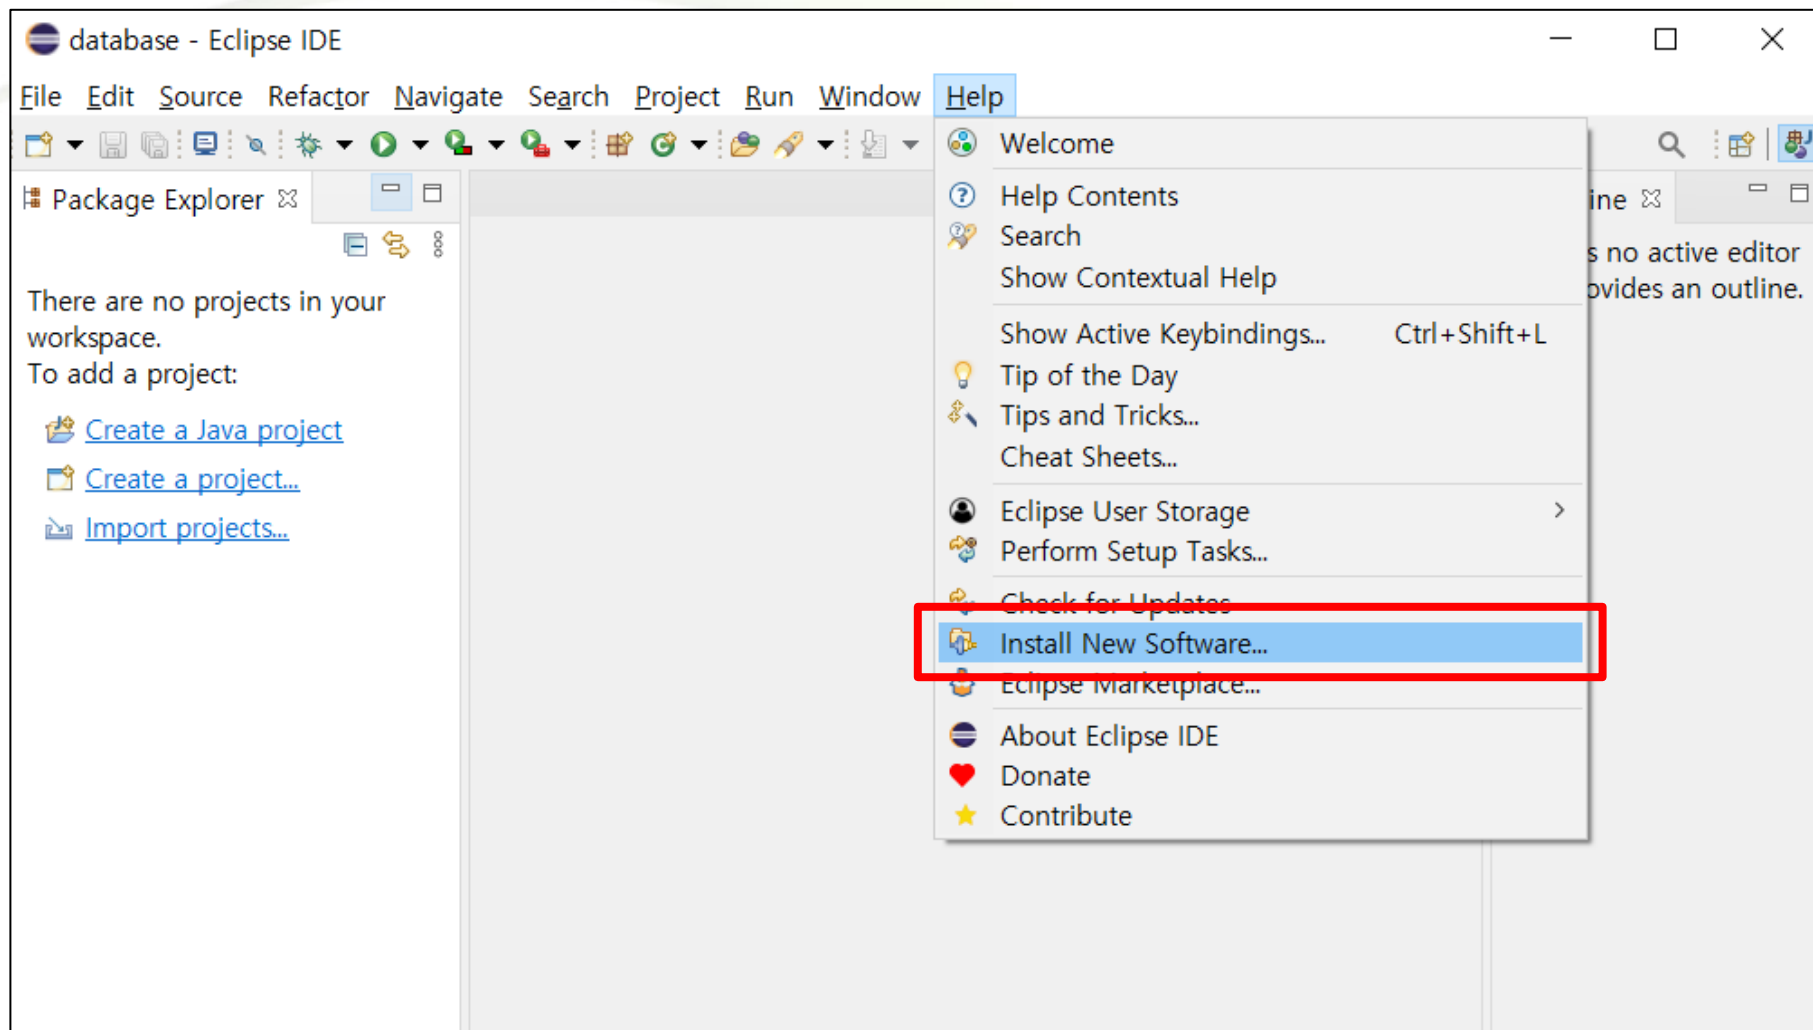 database - Eclipse IDE
File Edit Source Refactor Navigate Search Project Run Window Help
Package Explorer
There are no projects in your
workspace.
To add a project:
Create a Java project
Create a project...
Import projects...
Welcome
Help Contents
Search
Show Contextual Help
Show Active Keybindings... Ctrl+Shift+L
Tip of the Day
Tips and Tricks...
Cheat Sheets...
Eclipse User Storage
Perform Setup Tasks...
Check for Updates
Install New Software...
Eclipse Marketplace...
About Eclipse IDE
Donate
Contribute
ine
s no active editor
ovides an outline.